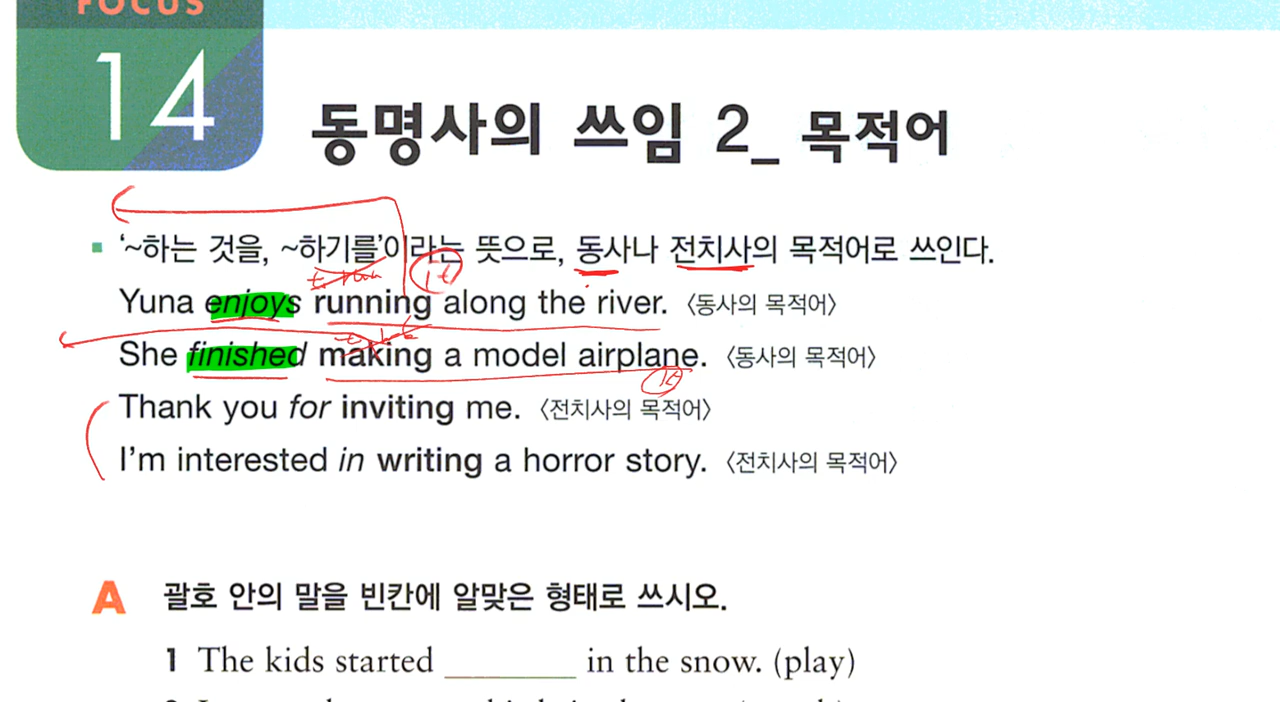 FOCUS
14
동명사의 쓰임 2_ 목적어
▪ ‘~하는 것을, ~하기를’이라는 뜻으로, 동사나 전치사의 목적어로 쓰인다.
it
Yuna enjoys running along the river. 〈동사의 목적어〉
She finished making a model airplane. 〈동사의 목적어〉
it
Thank you for inviting me. 〈전치사의 목적어〉
I’m interested in writing a horror story. 〈전치사의 목적어〉
A 괄호 안의 말을 빈칸에 알맞은 형태로 쓰시오.
1 The kids started ________ in the snow. (play)